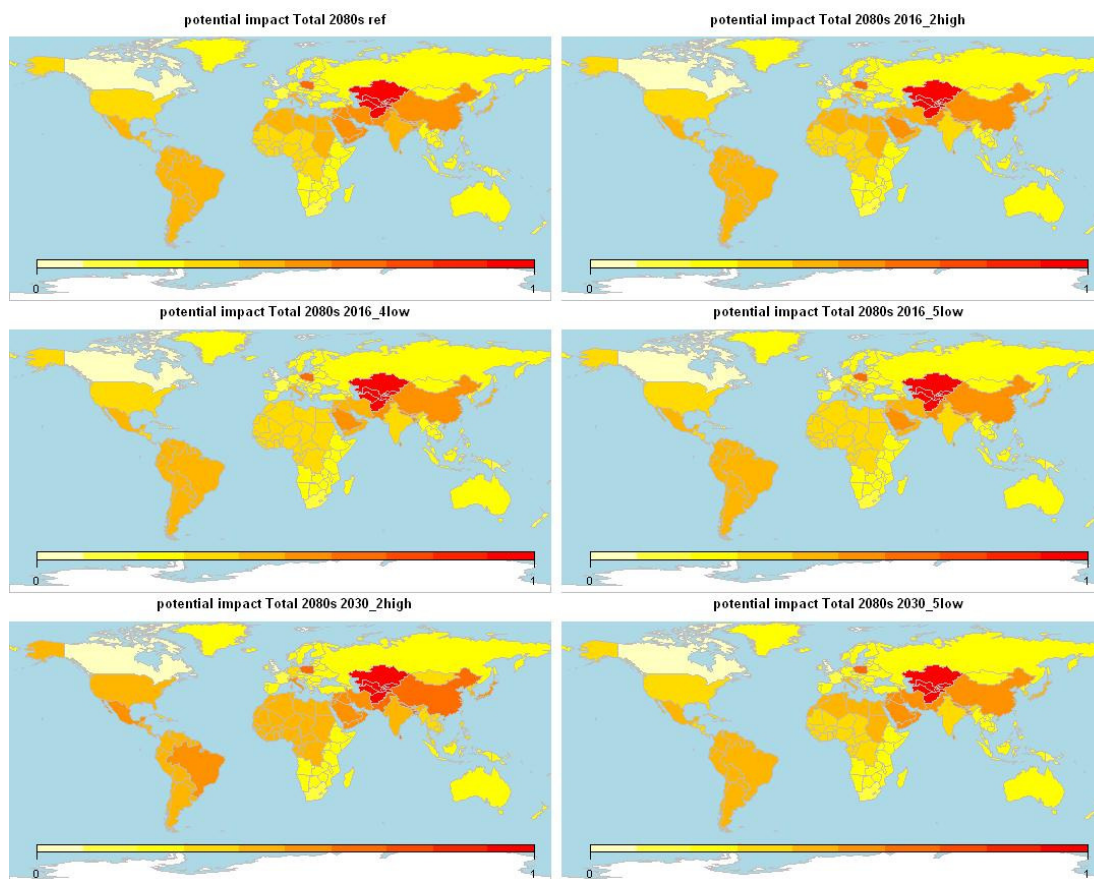 potential impact Total 2080s ref
potential impact Total 2080s 2016_2high
0 1
0 1
potential impact Total 2080s 2016_4low
potential impact Total 2080s 2016_5low
0 1
0 1
potential impact Total 2080s 2030_2high
potential impact Total 2080s 2030_5low
0 1
0 1